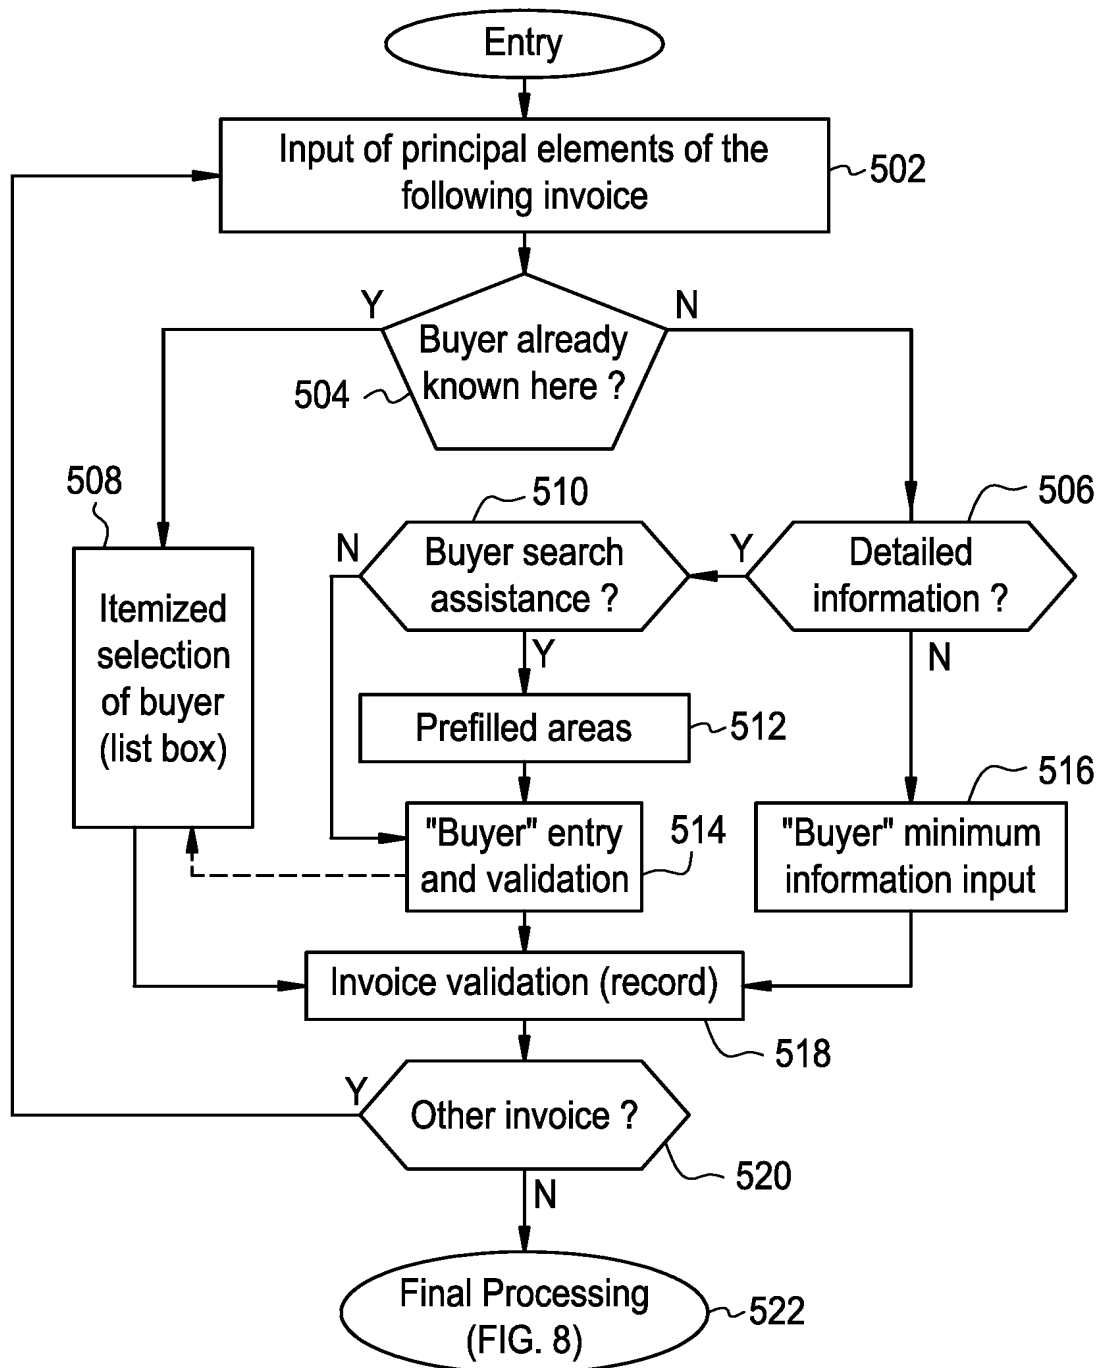 Entry
Input of principal elements of the
following invoice
502
Y
N
Buyer already
known here ?
504
508
510
506
N
Buyer search
assistance ?
Y
Detailed
information ?
Itemized
selection
of buyer
(list box)
Y
N
Prefilled areas
512
516
"Buyer" entry
and validation
514
"Buyer" minimum
information input
Invoice validation (record)
518
Y
Other invoice ?
520
N
Final Processing
(FIG. 8)
522